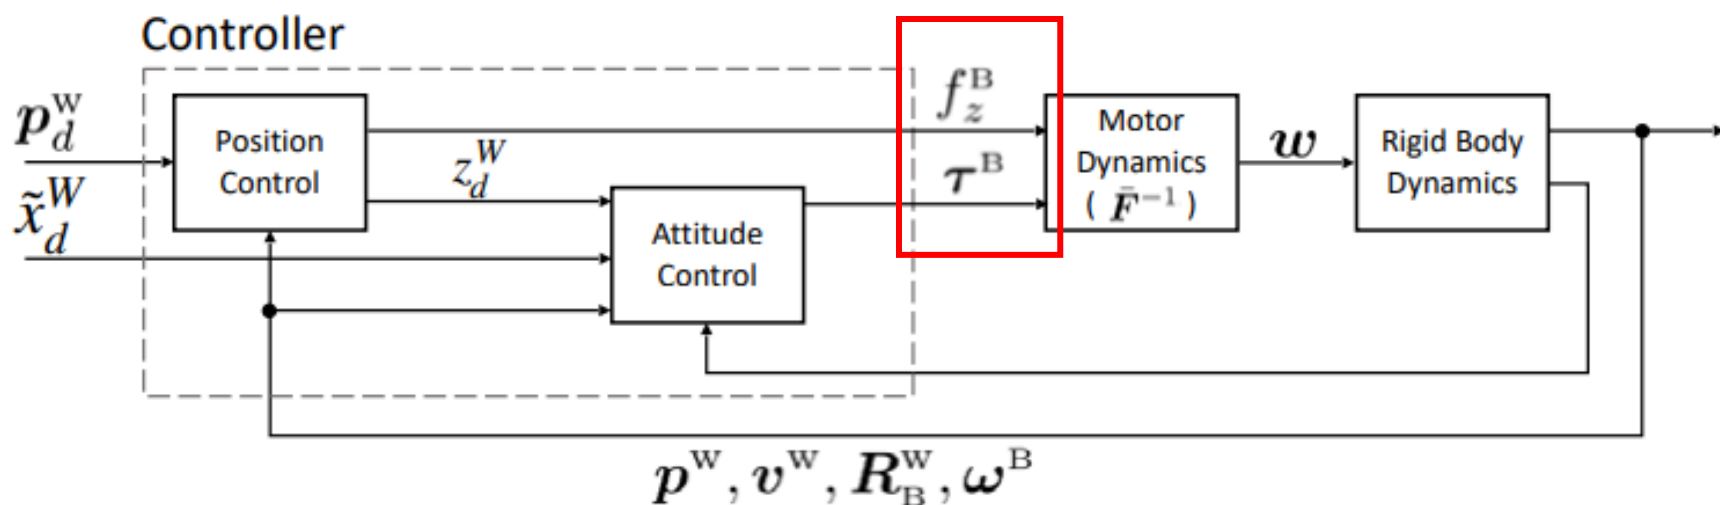 Controller
p_d^W
x̃_d^W
Position
Control
z_d^W
Attitude
Control
f_z^B
τ^B
Motor
Dynamics
( F̄^{-1} )
w
Rigid Body
Dynamics
p^W, v^W, R_B^W, ω^B